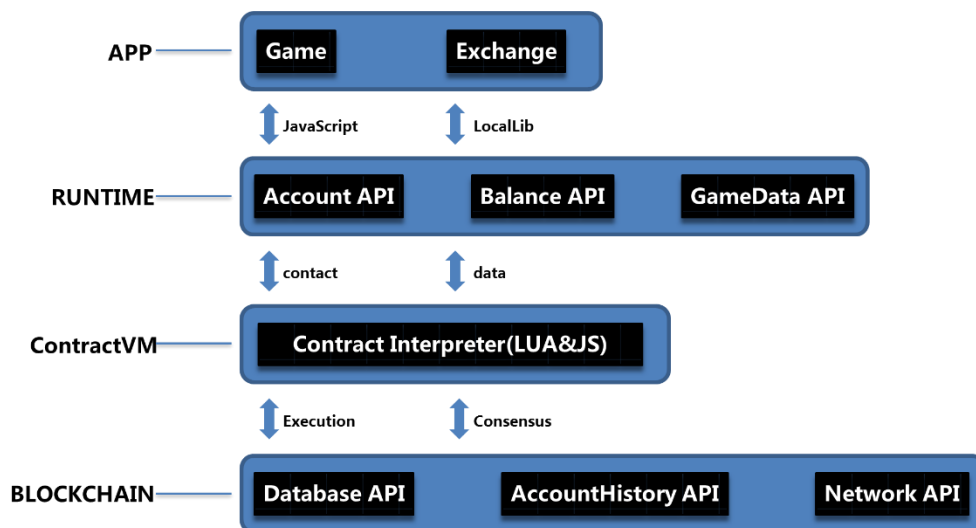 APP
Game
Exchange
JavaScript
LocalLib
RUNTIME
Account API
Balance API
GameData API
contact
data
ContractVM
Contract Interpreter(LUA&JS)
Execution
Consensus
BLOCKCHAIN
Database API
AccountHistory API
Network API